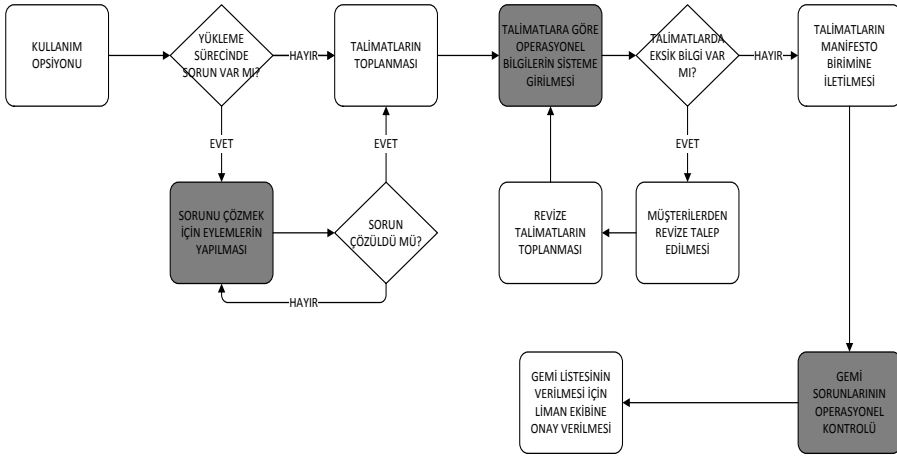 KULLANIM
OPSİYONU
YÜKLEME
SÜRECİNDE
SORUN VAR MI?
HAYIR
TALİMATLARIN
TOPLANMASI
TALİMATLARA GÖRE
OPERASYONEL
BİLGİLERİN SİSTEME
GİRİLMESİ
TALİMATLARDA
EKSİK BİLGİ VAR
MI?
HAYIR
TALİMATLARIN
MANİFESTO
BİRİMİNE
İLETİLMESİ
EVET
EVET
EVET
SORUNU ÇÖZMEK
İÇİN EYLEMLERİN
YAPILMASI
SORUN
ÇÖZÜLDÜ MÜ?
HAYIR
REVİZE
TALİMATLARIN
TOPLANMASI
MÜŞTERİLERDEN
REVİZE TALEP
EDİLMESİ
GEMİ LİSTESİNİN
VERİLMESİ İÇİN
LİMAN EKİBİNE
ONAY VERİLMESİ
GEMİ
SORUNLARININ
OPERASYONEL
KONTROLÜ